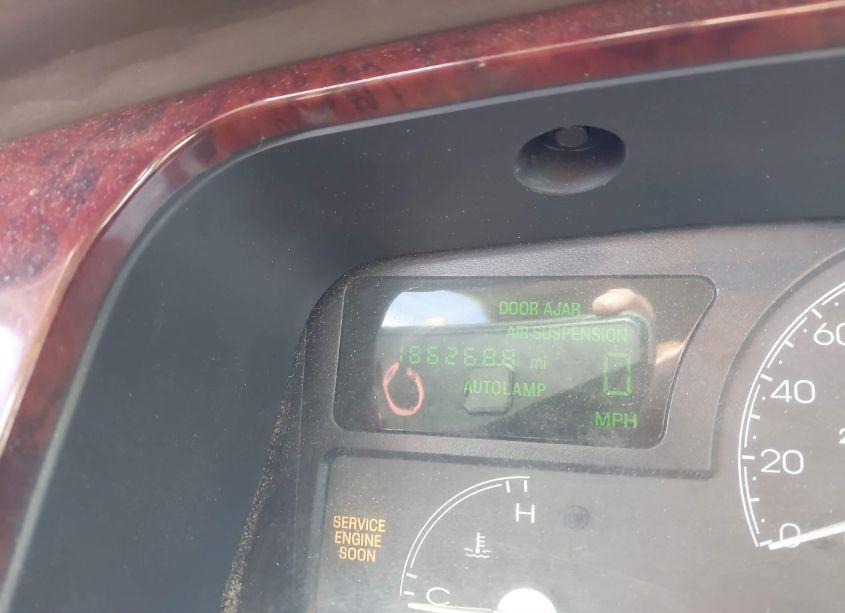 DOOR AJAR
AIR SUSPENSION
186268.8 mi
0
AUTOLAMP
MPH
SERVICE
ENGINE
SOON
H
C
60
40
20
0